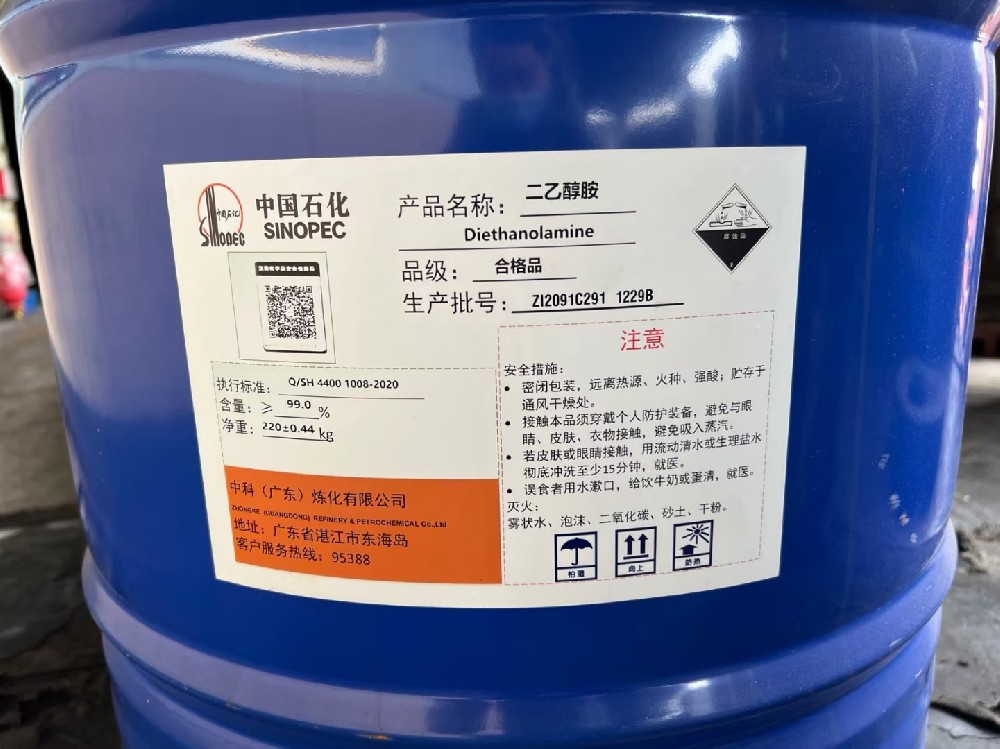 中国石化
SINOPEC
SINOPEC
产品名称： 二乙醇胺
Diethanolamine
品级： 合格品
生产批号： ZI2091C291 1229B
腐蚀品
8
执行标准： Q/SH 4400 1008-2020
含量：≥ 99.0 %
净重： 220±0.44 kg
中科（广东）炼化有限公司
ZHONGKE (GUANGDONG) REFINERY & PETROCHEMICAL Co.,Ltd
地址：广东省湛江市东海岛
客户服务热线：95388
注意
安全措施：
• 密闭包装，远离热源、火种、强酸；贮存于
通风干燥处。
• 接触本品须穿戴个人防护装备，避免与眼
睛、皮肤、衣物接触，避免吸入蒸汽。
• 若皮肤或眼睛接触，用流动清水或生理盐水
彻底冲洗至少15分钟，就医。
• 误食者用水漱口，给饮牛奶或蛋清，就医。
灭火：
雾状水、泡沫、二氧化碳、砂土、干粉。
怕湿
向上
防热